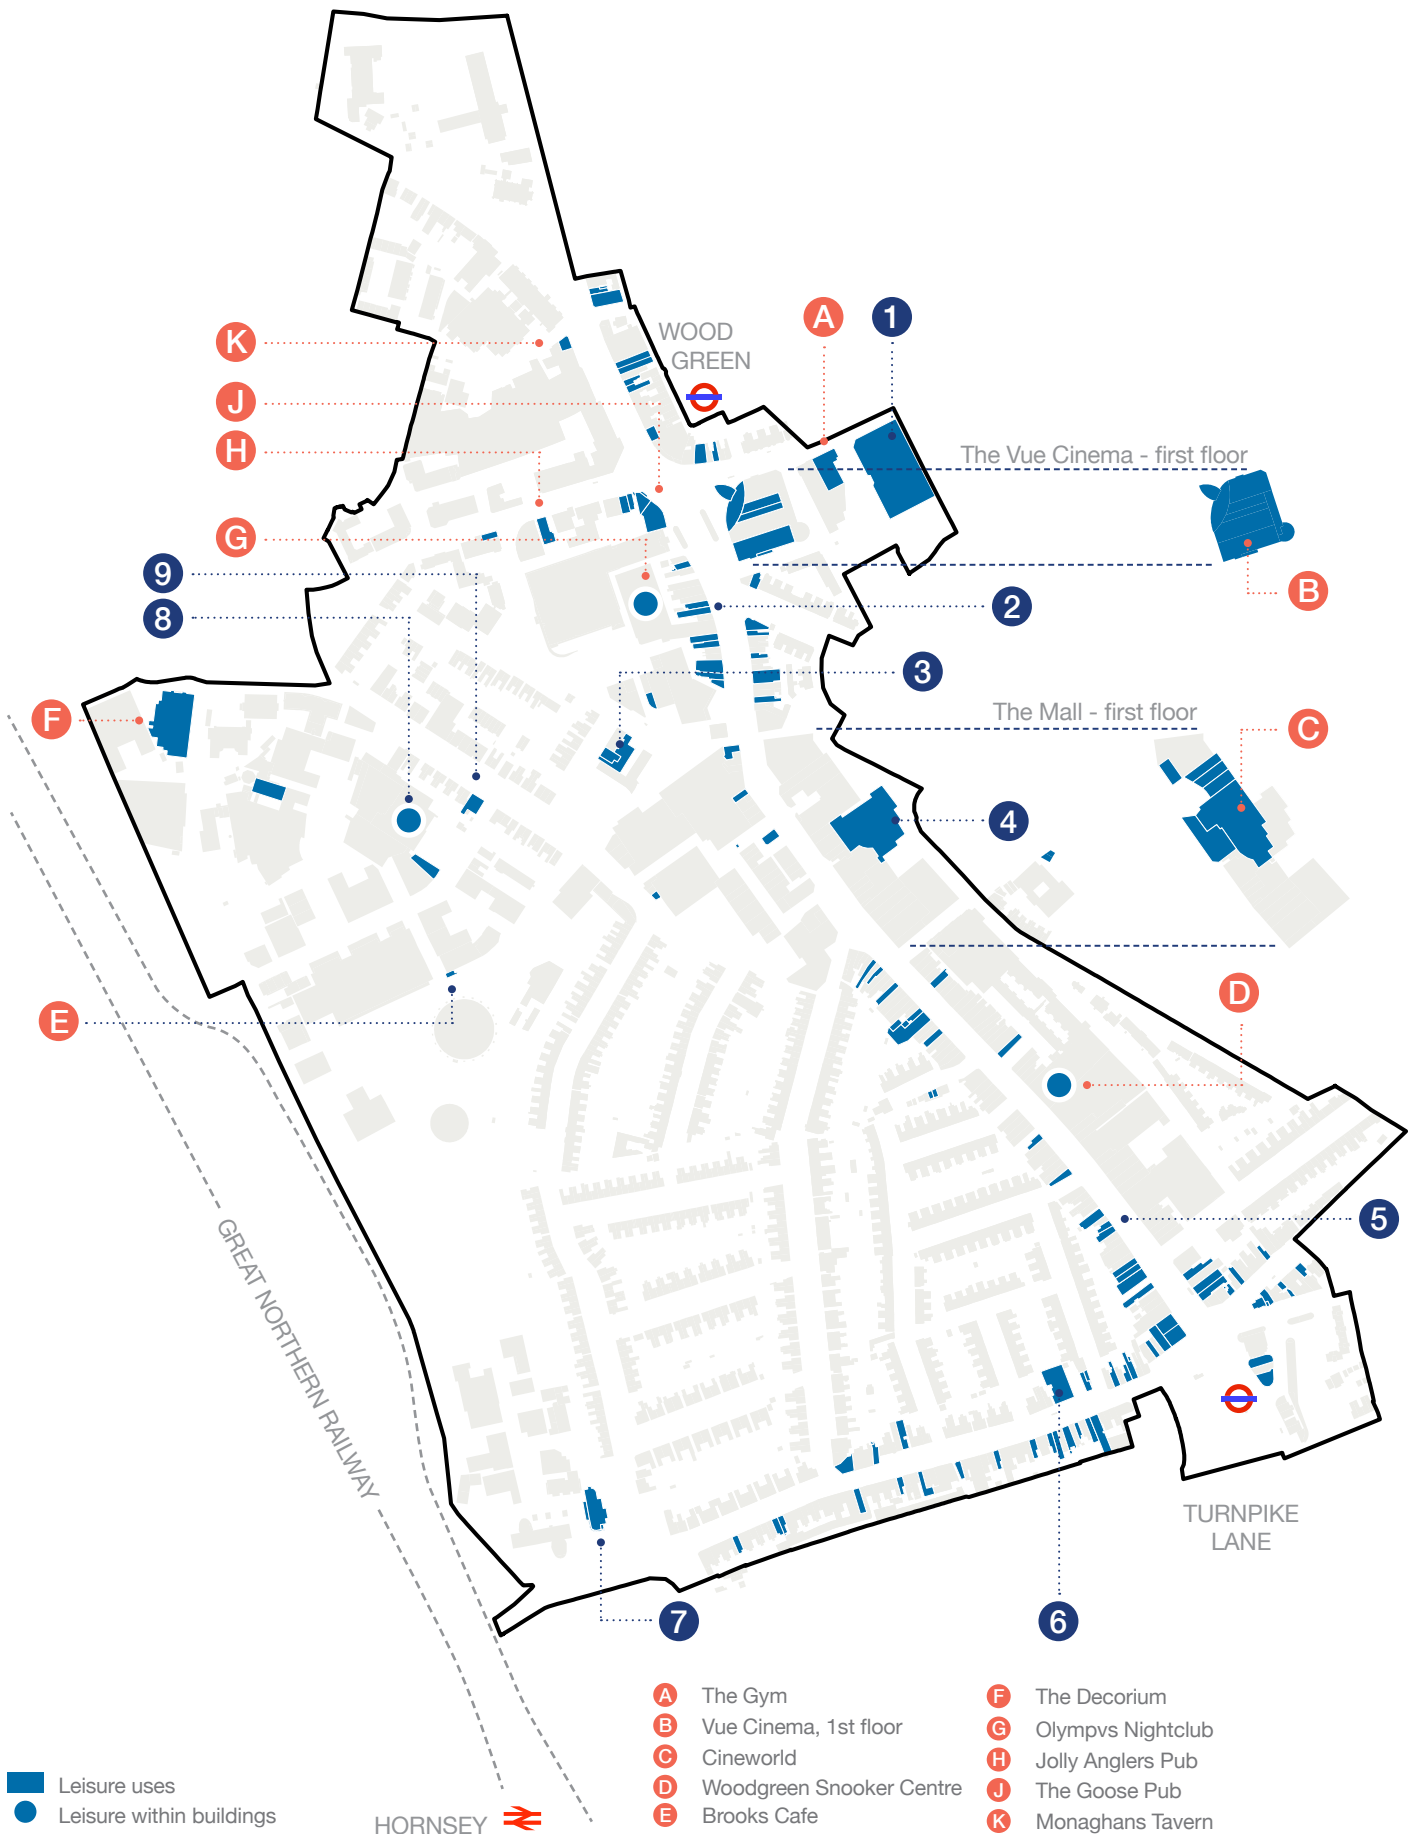 WOOD
GREEN
A
1
K
J
H
The Vue Cinema - first floor
G
9
B
2
8
3
F
The Mall - first floor
C
4
D
E
5
GREAT NORTHERN RAILWAY
TURNPIKE
LANE
7
6
A The Gym
B Vue Cinema, 1st floor
C Cineworld
D Woodgreen Snooker Centre
E Brooks Cafe
F The Decorium
G Olympvs Nightclub
H Jolly Anglers Pub
J The Goose Pub
K Monaghans Tavern
Leisure uses
Leisure within buildings
HORNSEY